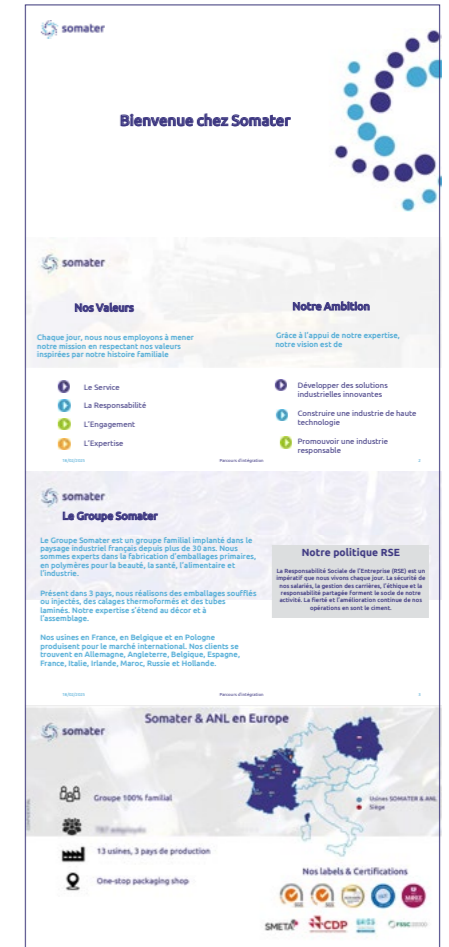 somater
Bienvenue chez Somater
somater
Nos Valeurs
Chaque jour, nous nous employons à mener
notre mission en respectant nos valeurs
inspirées par notre histoire familiale
Le Service
La Responsabilité
L'Engagement
L'Expertise
Notre Ambition
Grâce à l'appui de notre expertise,
notre vision est de
Développer des solutions
industrielles innovantes
Construire une industrie de haute
technologie
Promouvoir une industrie
responsable
Parcours d'intégration
2
somater
Le Groupe Somater
Le Groupe Somater est un groupe familial implanté dans le
paysage industriel français depuis plus de 30 ans. Nous
sommes experts dans la fabrication d'emballages primaires,
en polymères pour la beauté, la santé, l'alimentaire et
l'industrie.
Présent dans 3 pays, nous réalisons des emballages soufflés
ou injectés, des calages thermoformés et des tubes
laminés. Notre expertise s'étend au décor et à
l'assemblage.
Nos usines en France, en Belgique et en Pologne
produisent pour le marché international. Nos clients se
trouvent en Allemagne, Angleterre, Belgique, Espagne,
France, Italie, Irlande, Maroc, Russie et Hollande.
Notre politique RSE
La Responsabilité Sociale de l'Entreprise (RSE) est un
impératif que nous vivons chaque jour. La sécurité de
nos salariés, la gestion des carrières, l'éthique et la
responsabilité partagée forment le socle de notre
activité. La fierté et l'amélioration continue de nos
opérations en sont le ciment.
Parcours d'intégration
3
somater
Somater & ANL en Europe
Groupe 100% familial
13 usines, 3 pays de production
One-stop packaging shop
Usines SOMATER & ANL
Siège
Nos labels & Certifications
SMETA
CDP
FSSC 22000